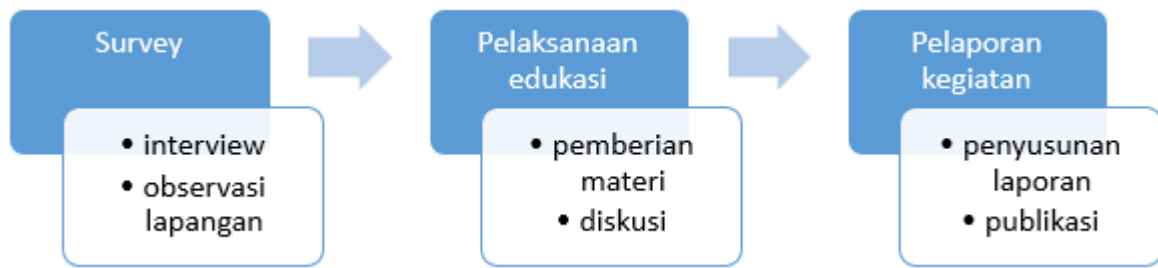 Survey
• interview
• observasi
lapangan
Pelaksanaan
edukasi
• pemberian
materi
• diskusi
Pelaporan
kegiatan
• penyusunan
laporan
• publikasi